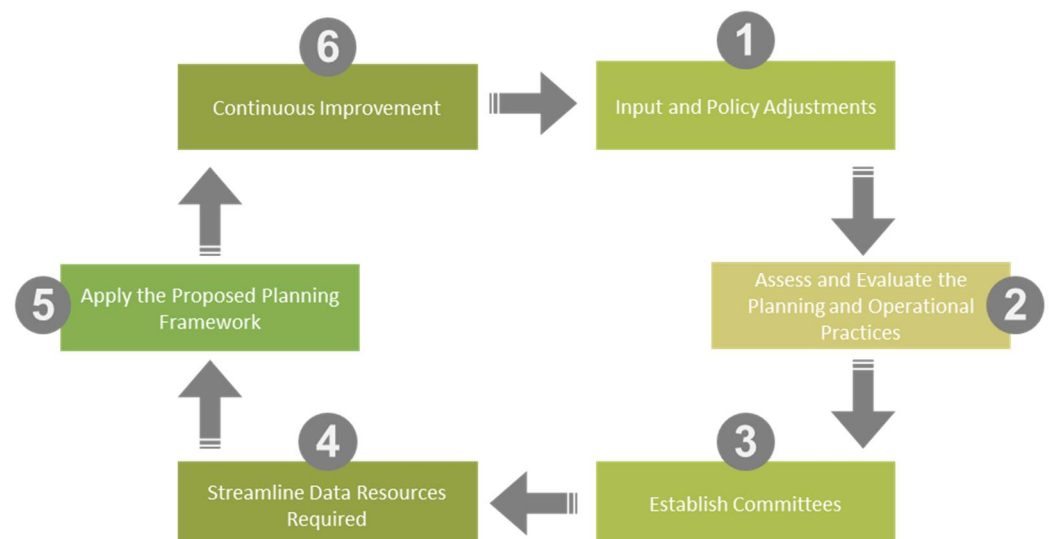 1
Input and Policy Adjustments
2
Assess and Evaluate the
Planning and Operational
Practices
3
Establish Committees
4
Streamline Data Resources
Required
5
Apply the Proposed Planning
Framework
6
Continuous Improvement